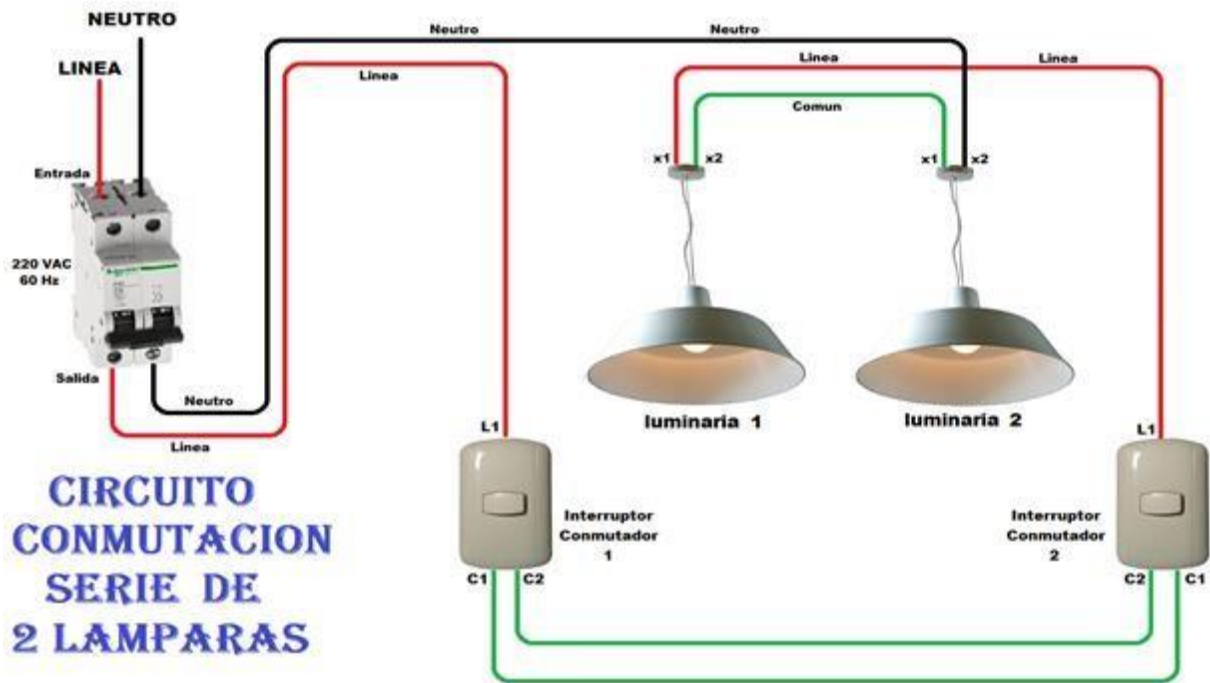 NEUTRO
LINEA
Neutro
Neutro
Linea
Linea
Linea
Comun
Entrada
x1
x2
x1
x2
220 VAC
60 Hz
Salida
Neutro
Linea
luminaria 1
luminaria 2
L1
L1
Interruptor
Conmutador
1
Interruptor
Conmutador
2
C1
C2
C2
C1
CIRCUITO
CONMUTACION
SERIE DE
2 LAMPARAS